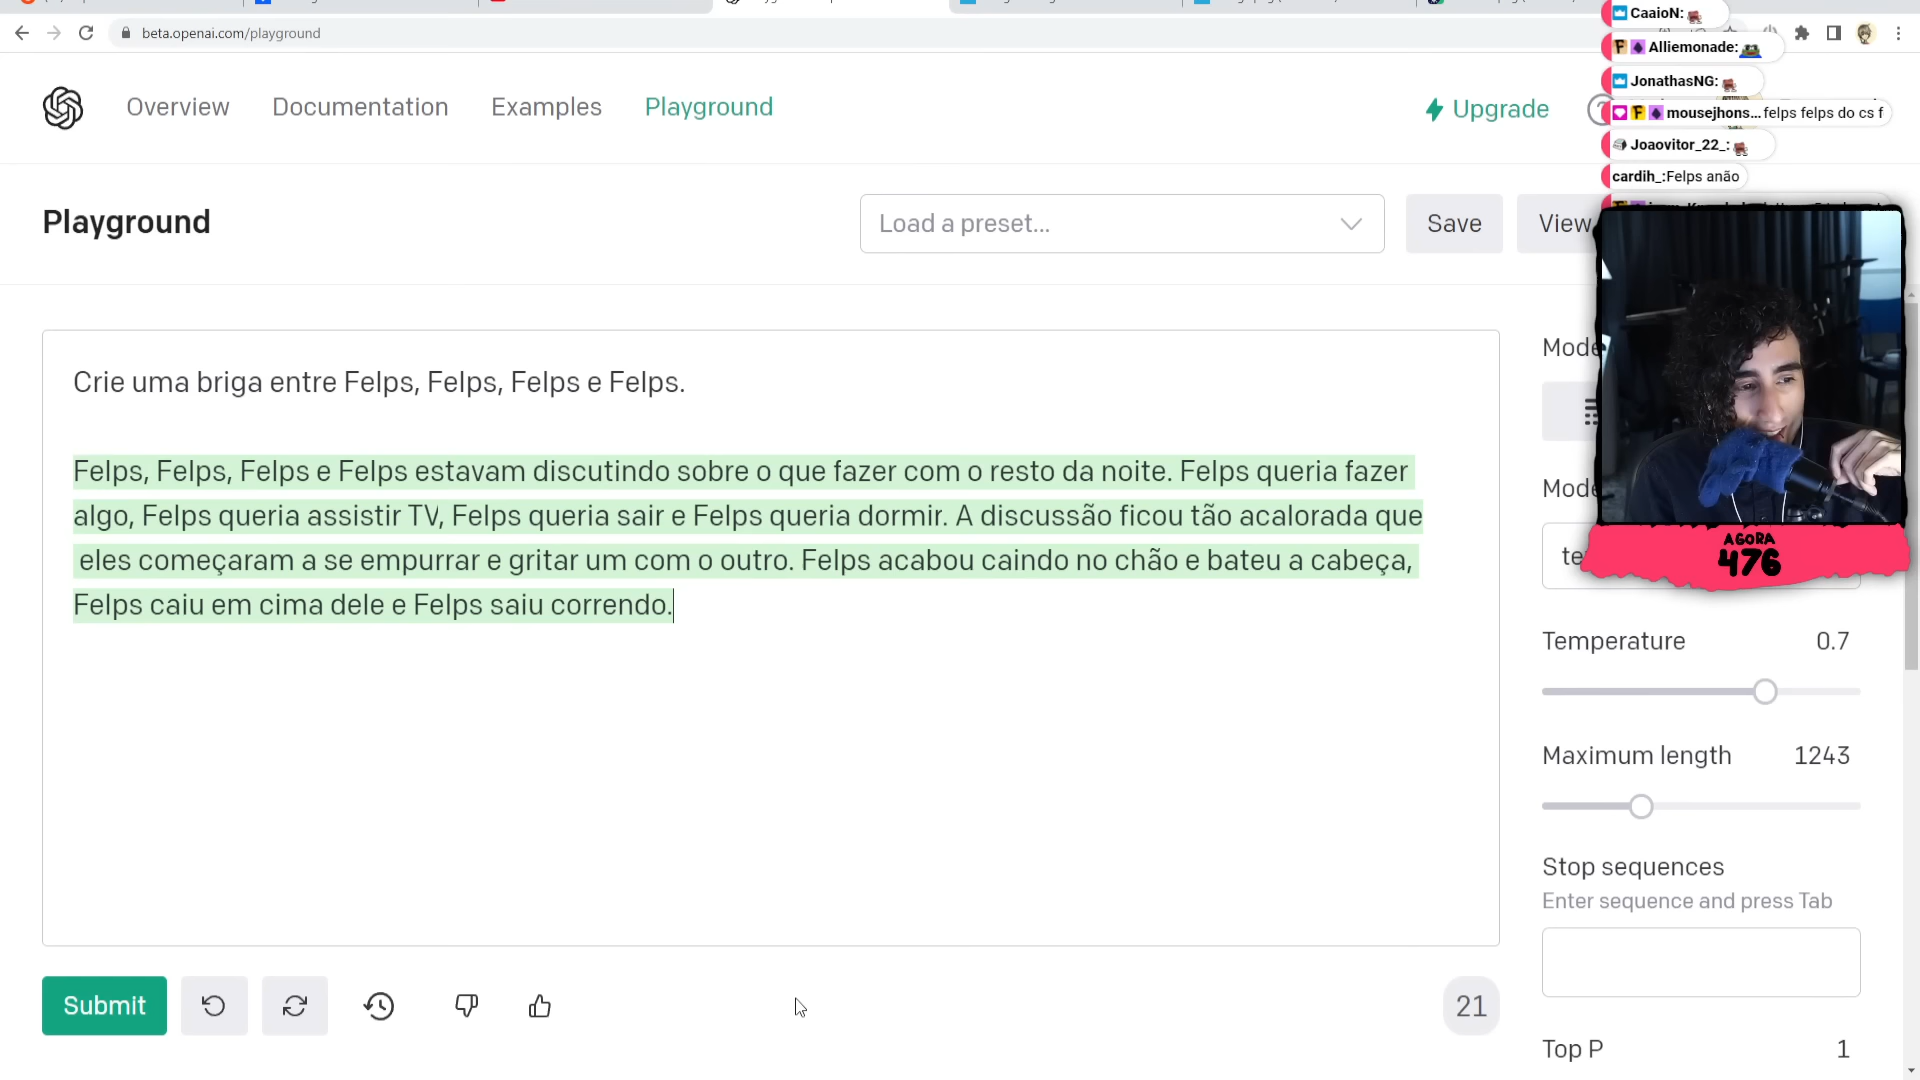 beta.openai.com/playground
Overview
Documentation
Examples
Playground
Upgrade
Playground
Load a preset...
Save
View
Crie uma briga entre Felps, Felps, Felps e Felps.
Felps, Felps, Felps e Felps estavam discutindo sobre o que fazer com o resto da noite. Felps queria fazer
algo, Felps queria assistir TV, Felps queria sair e Felps queria dormir. A discussão ficou tão acalorada que
eles começaram a se empurrar e gritar um com o outro. Felps acabou caindo no chão e bateu a cabeça,
Felps caiu em cima dele e Felps saiu correndo.
Submit
21
CaaioN:
Alliemonade:
JonathasNG:
mousejhons... felps felps do cs f
Joaovitor_22_:
cardih_:Felps anão
AGORA
476
Mode
Mode
te
Temperature 0.7
Maximum length 1243
Stop sequences
Enter sequence and press Tab
Top P 1